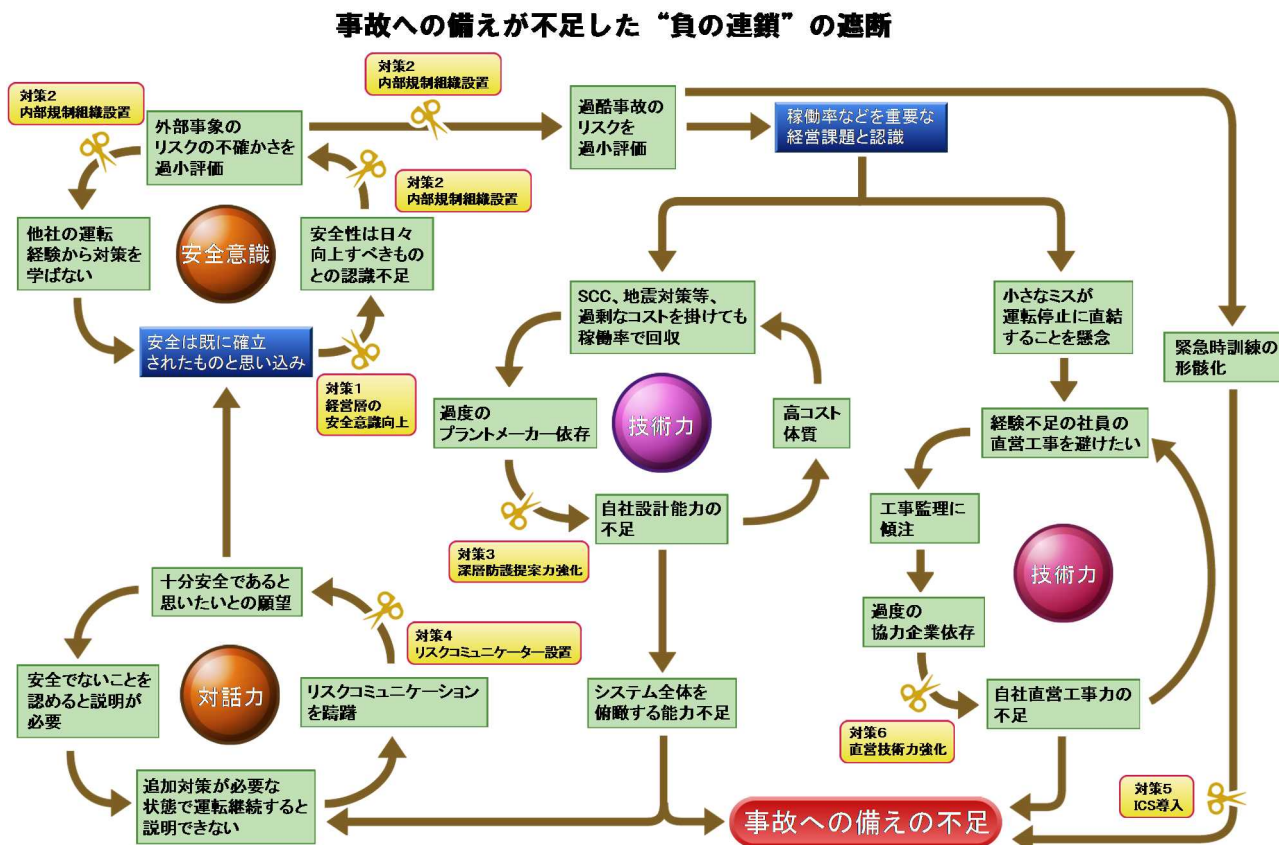 事故への備えが不足した“負の連鎖”の遮断
対策2
内部規制組織設置
対策2
内部規制組織設置
外部事象の
リスクの不確かさを
過小評価
過酷事故の
リスクを
過小評価
稼働率などを重要な
経営課題と認識
対策2
内部規制組織設置
他社の運転
経験から対策を
学ばない
安全意識
安全性は日々
向上すべきもの
との認識不足
安全は既に確立
されたものと思い込み
対策1
経営層の
安全意識向上
SCC、地震対策等、
過剰なコストを掛けても
稼働率で回収
小さなミスが
運転停止に直結
することを懸念
緊急時訓練の
形骸化
過度の
プラントメーカー依存
技術力
高コスト
体質
経験不足の社員の
直営工事を避けたい
自社設計能力の
不足
対策3
深層防護提案力強化
工事監理に
傾注
技術力
過度の
協力企業依存
十分安全であると
思いたいとの願望
対策4
リスクコミュニケーター設置
安全でないことを
認めると説明が
必要
対話力
リスクコミュニケーション
を躊躇
システム全体を
俯瞰する能力不足
自社直営工事力の
不足
対策6
直営技術力強化
追加対策が必要な
状態で運転継続すると
説明できない
事故への備えの不足
対策5
ICS導入